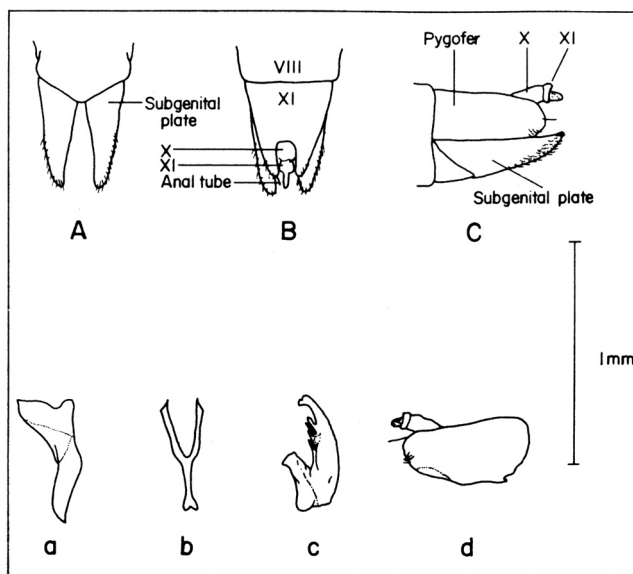 Subgenital
plate
A
VIII
XI
X
XI
Anal tube
B
Pygofer X XI
Subgenital plate
C
1mm
a b c d